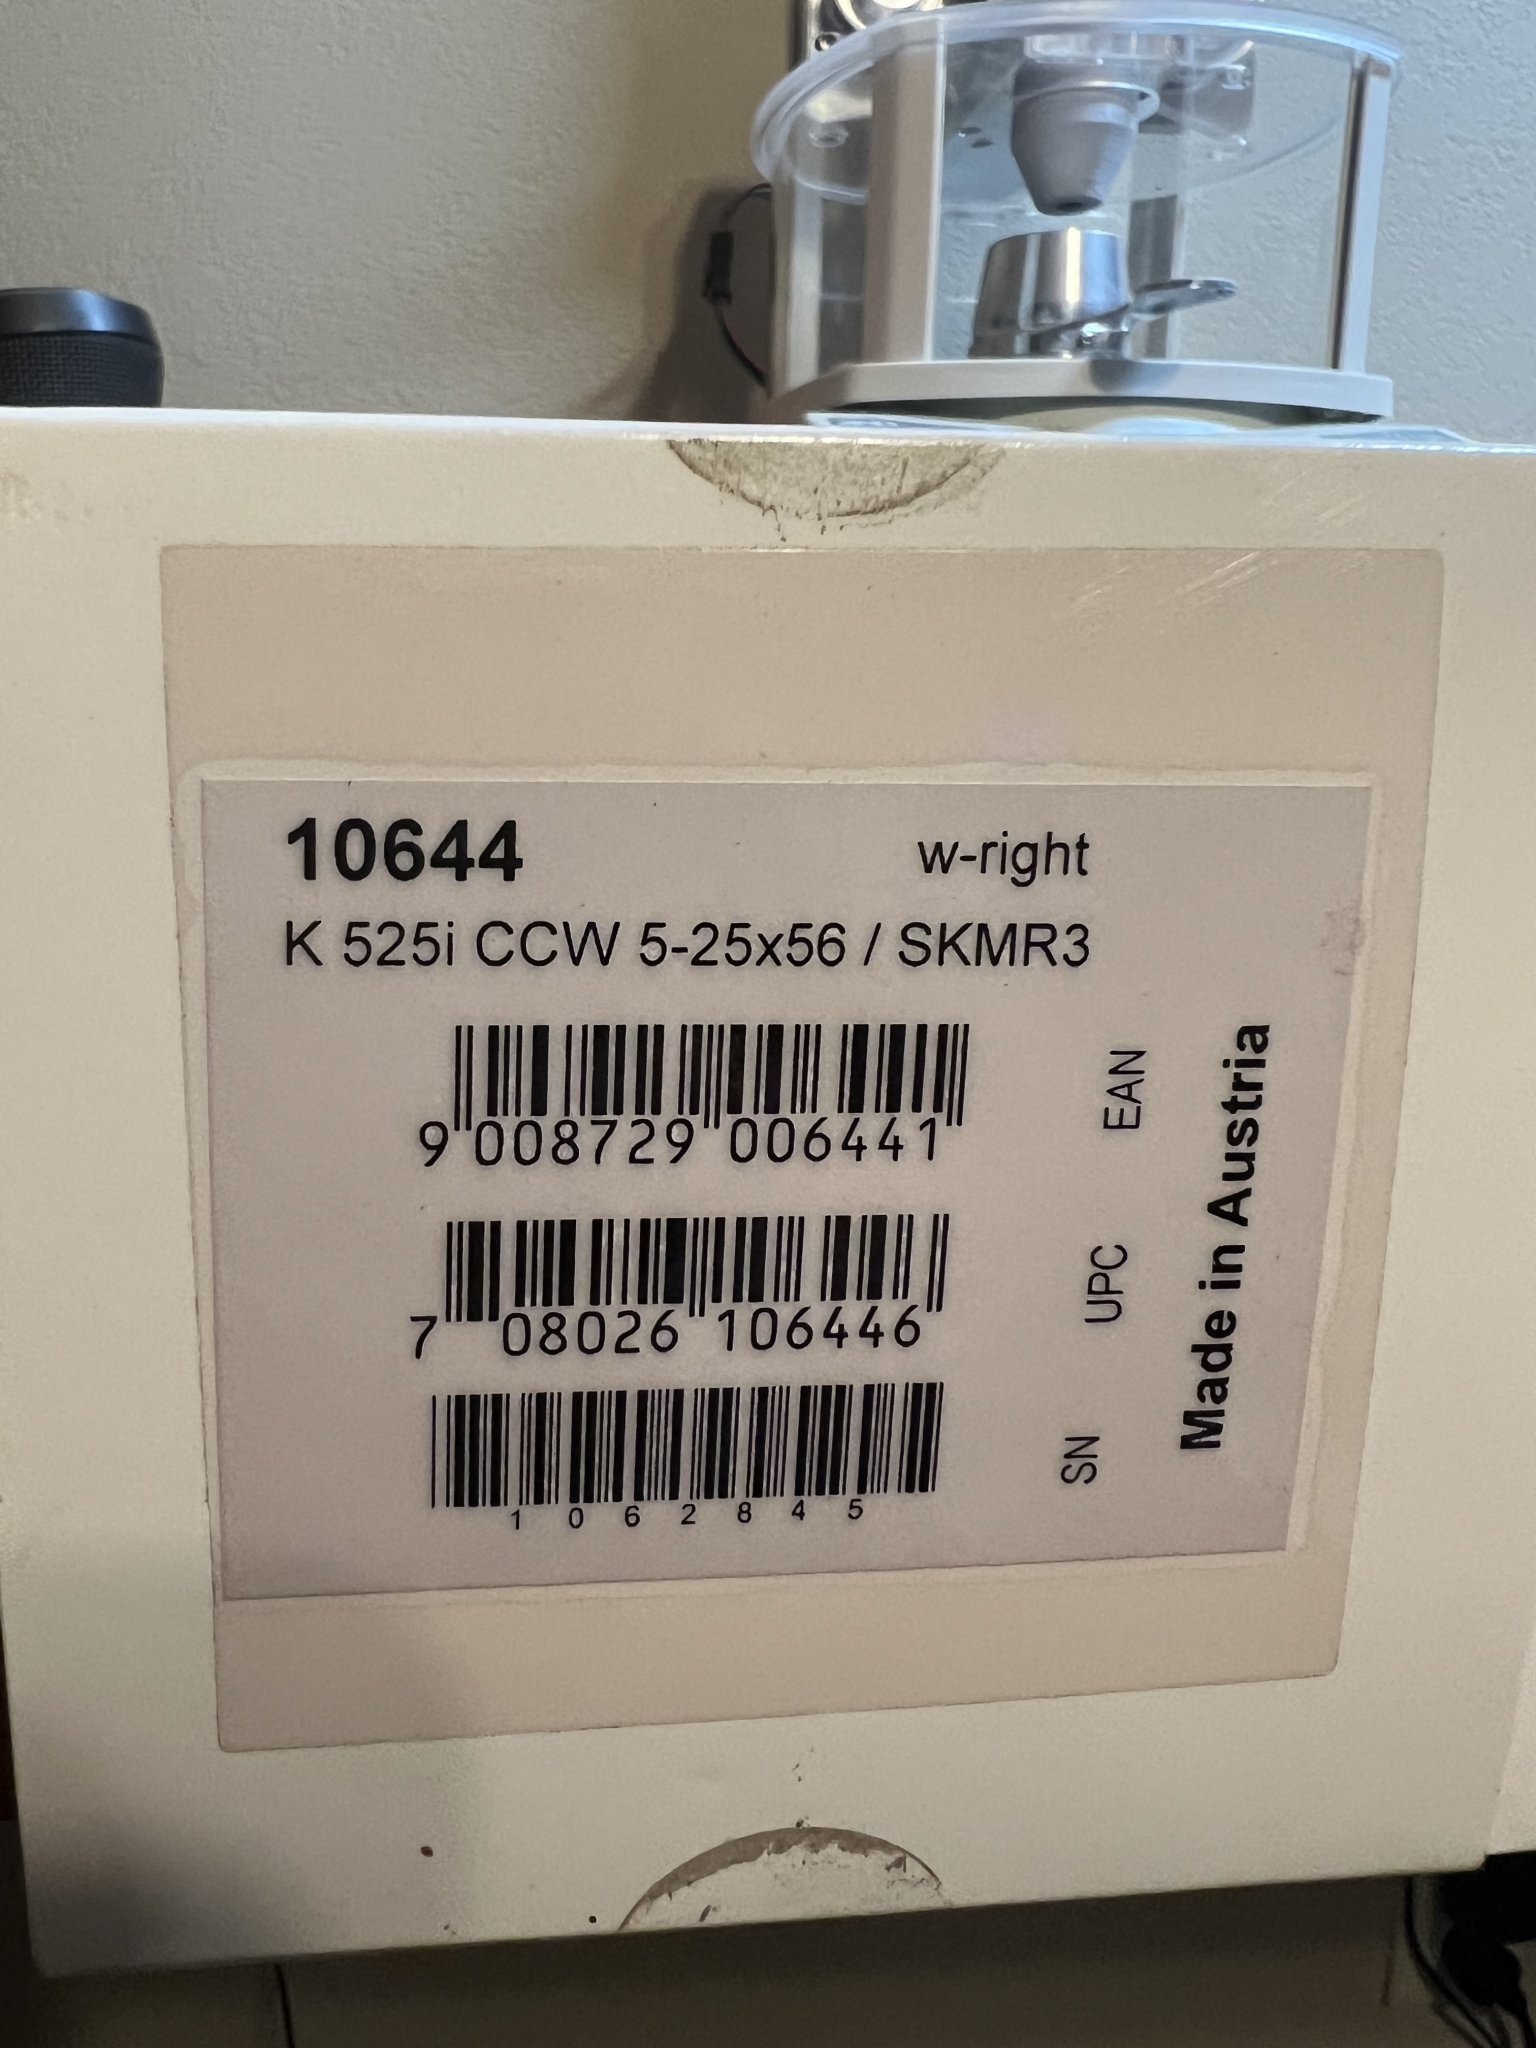 10644 w-right
K 525i CCW 5-25x56 / SKMR3
9 008729 006441 EAN
7 08026 106446 UPC
1062845 SN
Made in Austria